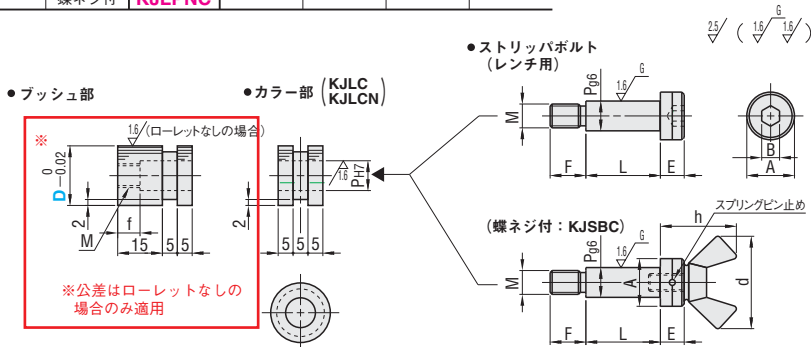 蝶ネジ付 KJLFNC
2.5 ( 1.6 G 1.6 )
●ブッシュ部
●カラー部 (KJLC
KJLCN)
●ストリッパボルト
(レンチ用)
※
1.6 (ローレットなしの場合)
D 0 -0.02
2
M
f
15 5 5
※公差はローレットなしの
場合のみ適用
2
5 5 5
1.6
PH7
M
Pg6
1.6 G
F L E
B
A
(蝶ネジ付：KJSBC)
スプリングピン止め
h
M
Pg6
1.6 G
A
d
F L E